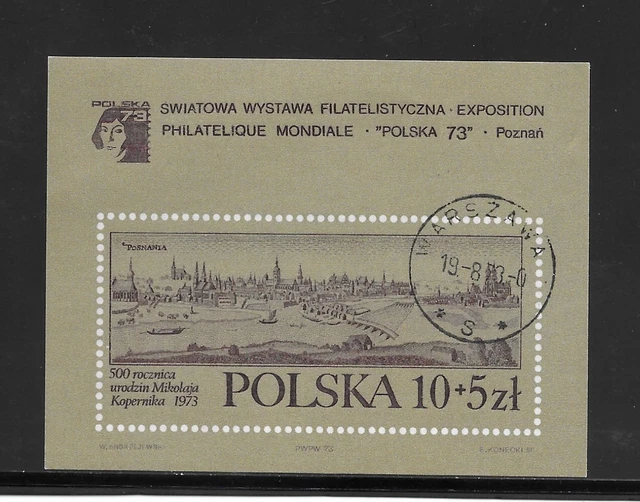 POLSKA
73
SWIATOWA WYSTAWA FILATELISTYCZNA · EXPOSITION
PHILATELIQUE MONDIALE · "POLSKA 73" · Poznań
POSNANIA
WARSZAWA
19.-8 73-0
* S *
500 rocznica
urodzin Mikołaja
Kopernika 1973
POLSKA 10+5zł
PWPW 73